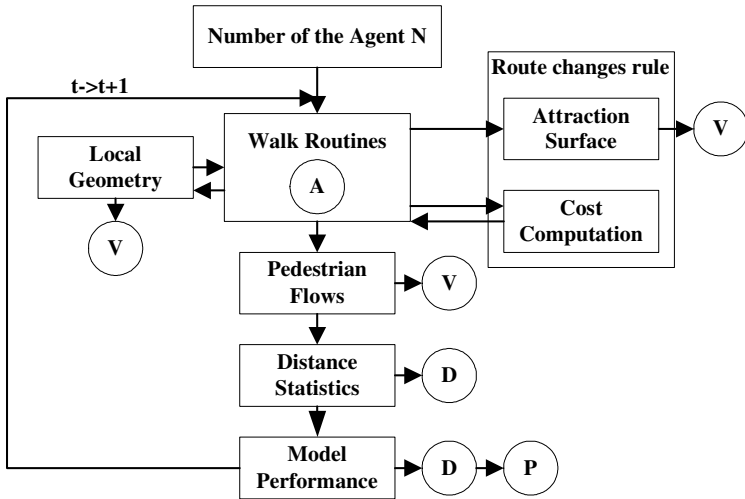 Number of the Agent N
Route changes rule
t->t+1
Walk Routines
A
Attraction
Surface
V
Local
Geometry
V
Cost
Computation
Pedestrian
Flows
V
Distance
Statistics
D
Model
Performance
D
P